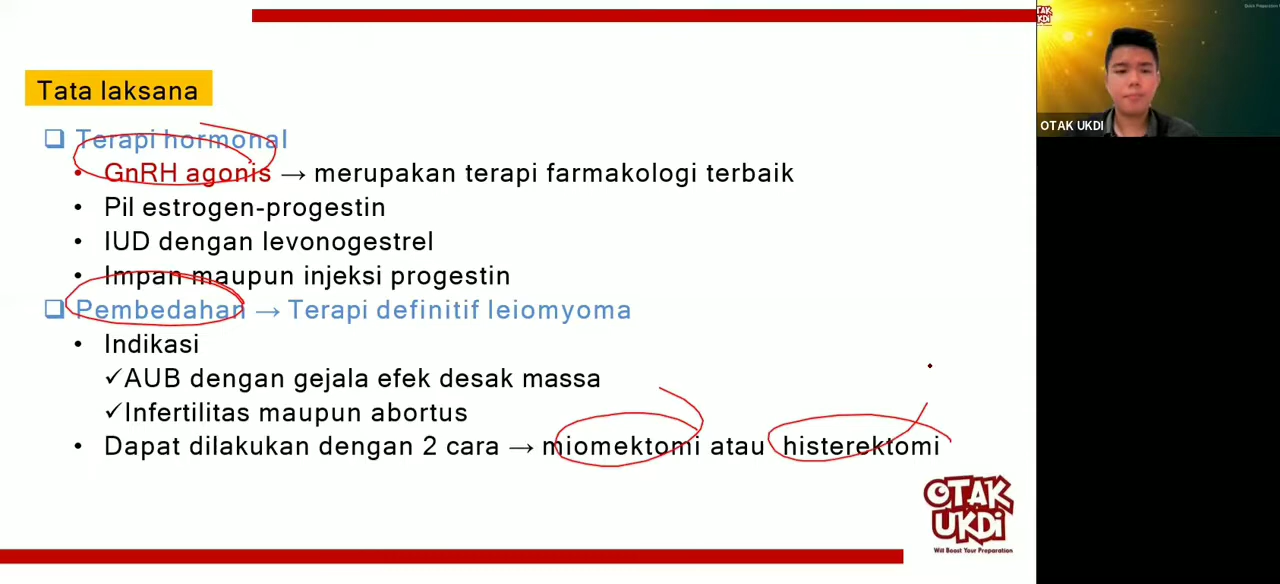 Tata laksana
❑ Terapi hormonal
• GnRH agonis → merupakan terapi farmakologi terbaik
• Pil estrogen-progestin
• IUD dengan levonogestrel
• Impan maupun injeksi progestin
❑ Pembedahan → Terapi definitif leiomyoma
• Indikasi
✓AUB dengan gejala efek desak massa
✓Infertilitas maupun abortus
• Dapat dilakukan dengan 2 cara → miomektomi atau histerektomi
OTAK
UKDi
Will Boost Your Preparation
OTAK UKDI